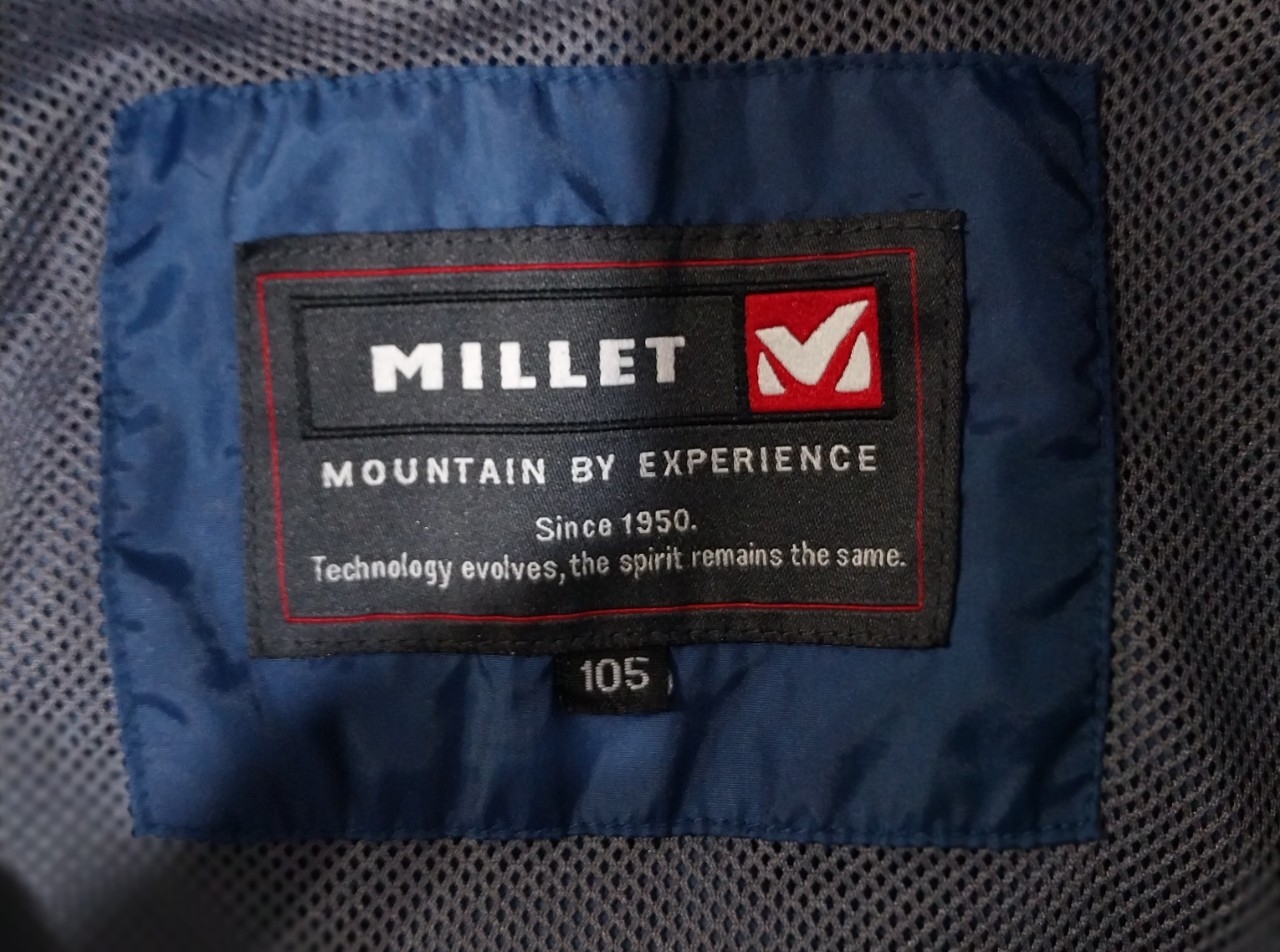 MILLET
MOUNTAIN BY EXPERIENCE
Since 1950.
Technology evolves, the spirit remains the same.
105